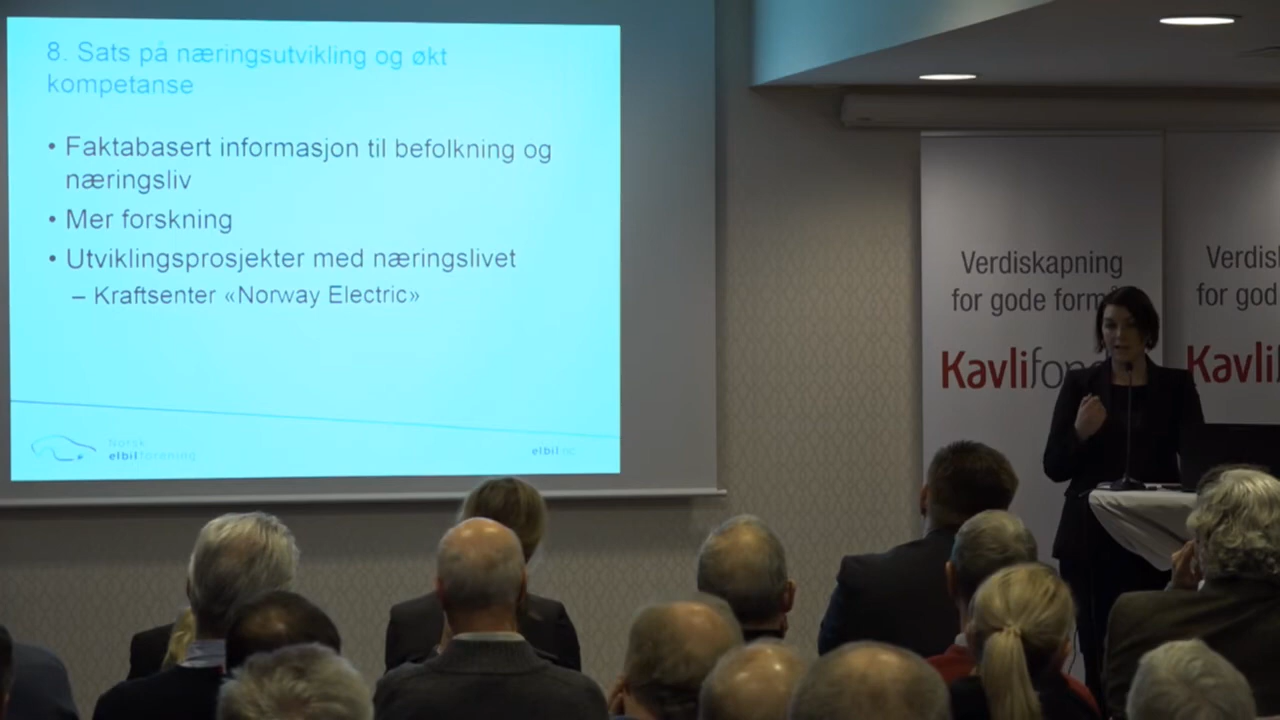 8. Sats på næringsutvikling og økt
kompetanse
• Faktabasert informasjon til befolkning og
næringsliv
• Mer forskning
• Utviklingsprosjekter med næringslivet
– Kraftsenter «Norway Electric»
Norsk
elbilforening
elbil.no
Verdiskapning
for gode form
Kavlifon
Verdis
for god
Kavli